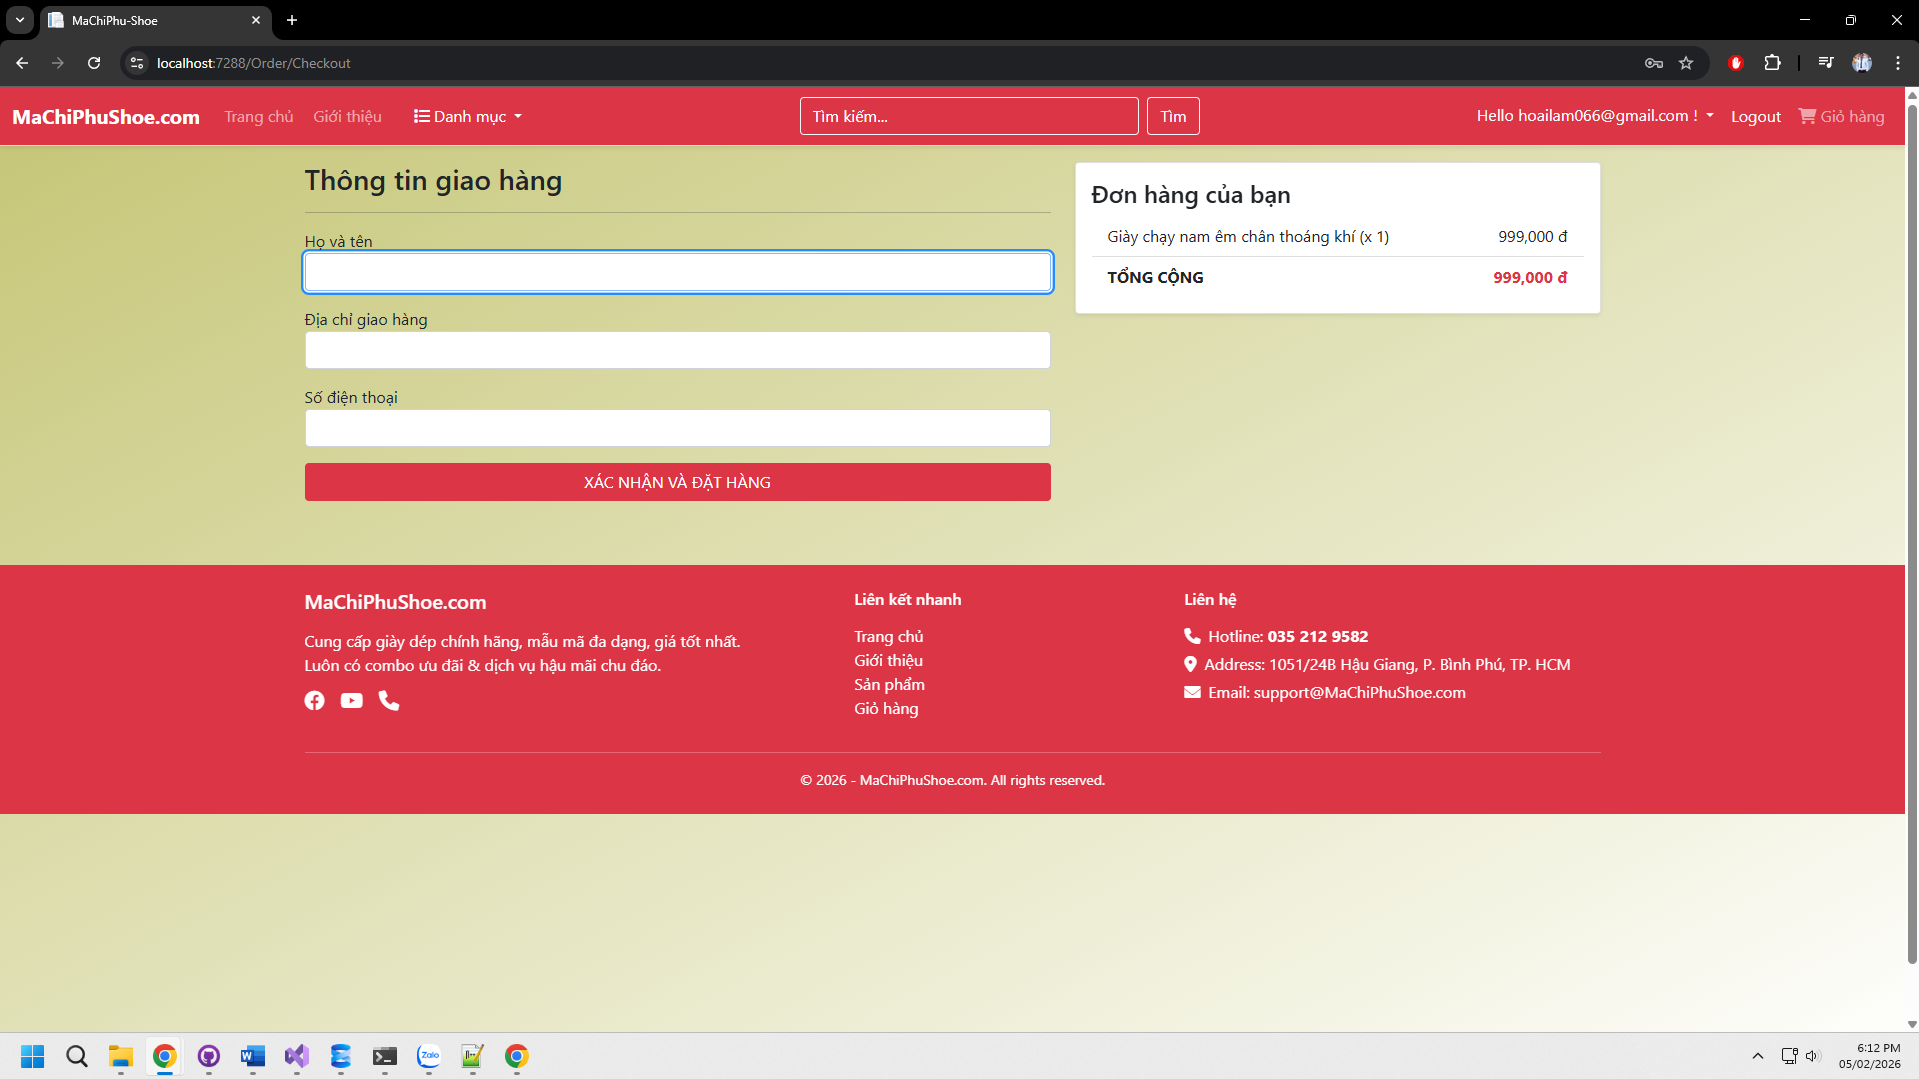 MaChiPhu-Shoe
localhost:7288/Order/Checkout
MaChiPhuShoe.com Trang chủ Giới thiệu Danh mục Tìm kiếm... Tìm Hello hoailam066@gmail.com ! Logout Giỏ hàng
Thông tin giao hàng
Họ và tên
Địa chỉ giao hàng
Số điện thoại
XÁC NHẬN VÀ ĐẶT HÀNG
Đơn hàng của bạn
Giày chạy nam êm chân thoáng khí (x 1) 999,000 đ
TỔNG CỘNG 999,000 đ
MaChiPhuShoe.com
Cung cấp giày dép chính hãng, mẫu mã đa dạng, giá tốt nhất.
Luôn có combo ưu đãi & dịch vụ hậu mãi chu đáo.
Liên kết nhanh
Trang chủ
Giới thiệu
Sản phẩm
Giỏ hàng
Liên hệ
Hotline: 035 212 9582
Address: 1051/24B Hậu Giang, P. Bình Phú, TP. HCM
Email: support@MaChiPhuShoe.com
© 2026 - MaChiPhuShoe.com. All rights reserved.
Zalo
6:12 PM
05/02/2026